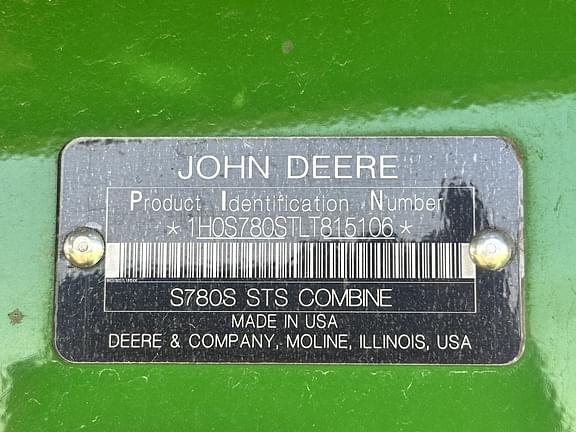 JOHN DEERE
Product Identification Number
*1H0S780STLT815106*
S780S STS COMBINE
MADE IN USA
DEERE & COMPANY, MOLINE, ILLINOIS, USA